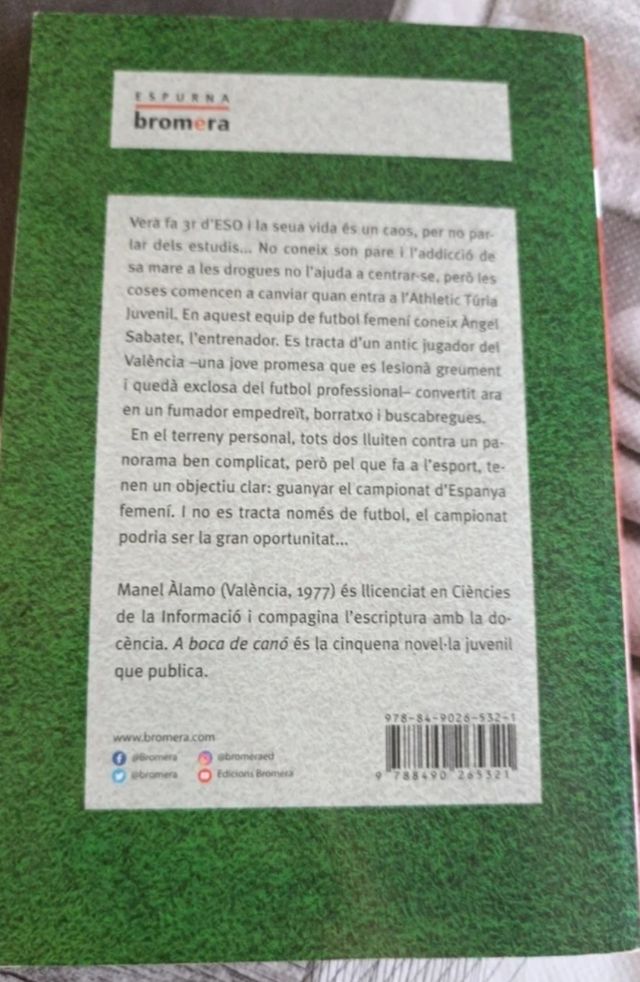 ESPURNA
bromera
Vera fa 3r d'ESO i la seua vida és un caos, per no par-
lar dels estudis... No coneix son pare i l'addicció de
sa mare a les drogues no l'ajuda a centrar-se, però les
coses comencen a canviar quan entra a l'Athletic Túria
Juvenil. En aquest equip de futbol femení coneix Àngel
Sabater, l'entrenador. Es tracta d'un antic jugador del
València –una jove promesa que es lesionà greument
i quedà exclosa del futbol professional– convertit ara
en un fumador empedreït, borratxo i buscabregues.
En el terreny personal, tots dos lluiten contra un pa-
norama ben complicat, però pel que fa a l'esport, te-
nen un objectiu clar: guanyar el campionat d'Espanya
femení. I no es tracta només de futbol, el campionat
podria ser la gran oportunitat...
Manel Àlamo (València, 1977) és llicenciat en Ciències
de la Informació i compagina l'escriptura amb la do-
cència. A boca de canó és la cinquena novel·la juvenil
que publica.
www.bromera.com
@Bromera @bromeraed
@bromera Edicions Bromera
978-84-9026-532-1
9 788490 265321